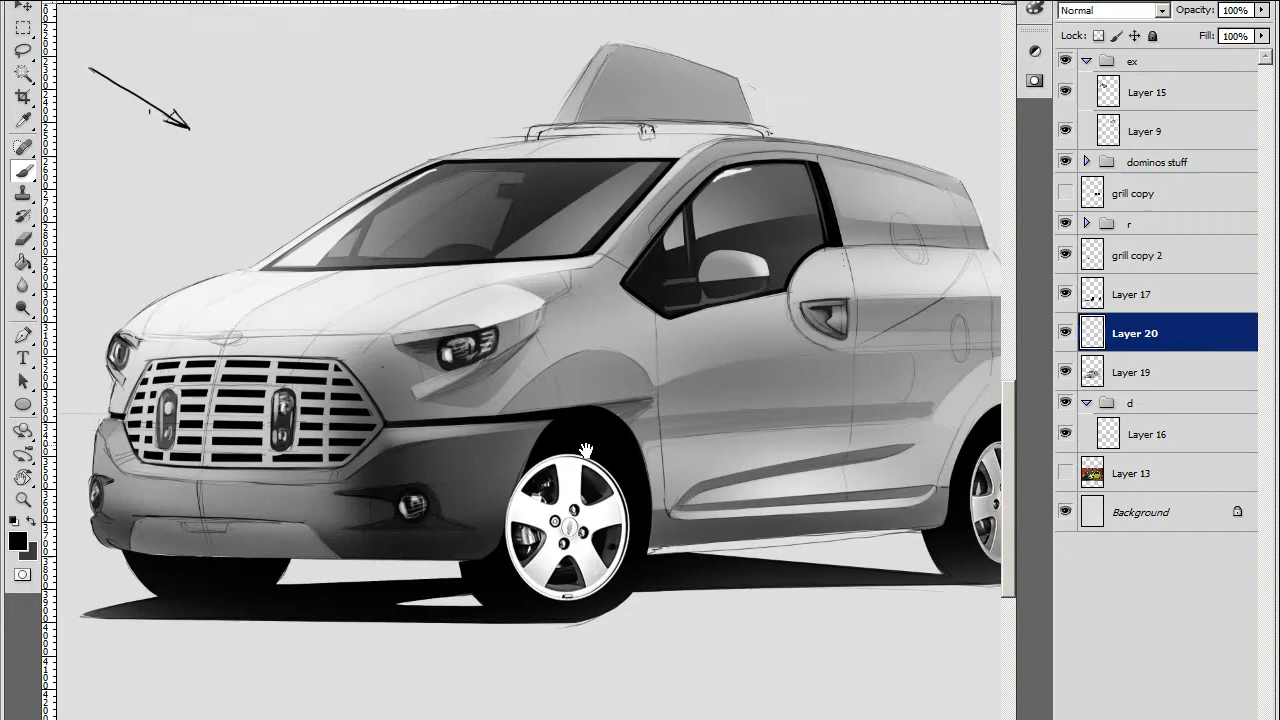 Normal
Opacity: 100%
Lock:
Fill: 100%
ex
Layer 15
Layer 9
dominos stuff
grill copy
r
grill copy 2
Layer 17
Layer 20
Layer 19
d
Layer 16
Layer 13
Background